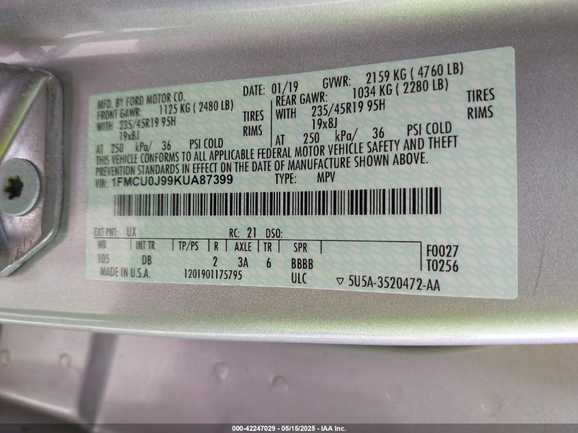 MFD. BY FORD MOTOR CO. DATE: 01/19 GVWR: 2159 KG (4760 LB)
FRONT GAWR: 1125 KG (2480 LB) REAR GAWR: 1034 KG (2280 LB)
WITH 235/45R19 95H TIRES WITH 235/45R19 95H TIRES
19x8J RIMS 19x8J RIMS
AT 250 kPa/ 36 PSI COLD AT 250 kPa/ 36 PSI COLD
THIS VEHICLE CONFORMS TO ALL APPLICABLE FEDERAL MOTOR VEHICLE SAFETY AND THEFT
PREVENTION STANDARDS IN EFFECT ON THE DATE OF MANUFACTURE SHOWN ABOVE.
VIN: 1FMCU0J99KUA87399 TYPE: MPV
EXT PNT: UX RC: 21 DSO: F0027
WB INT TR TP/PS R AXLE TR SPR T0256
105 DB 2 3A 6 BBBB
MADE IN U.S.A. 1201901175795 ULC ▽ 5U5A-3520472-AA
000-42247029 — 05/15/2025 — IAA Inc.